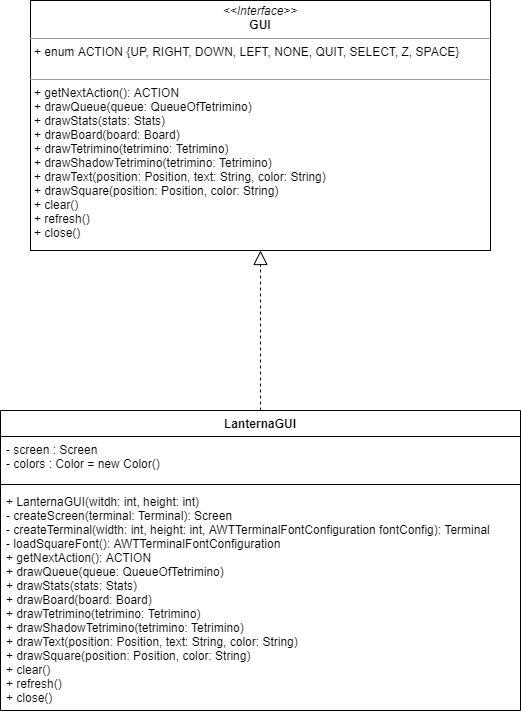 <<Interface>>
GUI
+ enum ACTION {UP, RIGHT, DOWN, LEFT, NONE, QUIT, SELECT, Z, SPACE}
+ getNextAction(): ACTION
+ drawQueue(queue: QueueOfTetrimino)
+ drawStats(stats: Stats)
+ drawBoard(board: Board)
+ drawTetrimino(tetrimino: Tetrimino)
+ drawShadowTetrimino(tetrimino: Tetrimino)
+ drawText(position: Position, text: String, color: String)
+ drawSquare(position: Position, color: String)
+ clear()
+ refresh()
+ close()
LanternaGUI
- screen : Screen
- colors : Color = new Color()
+ LanternaGUI(witdh: int, height: int)
- createScreen(terminal: Terminal): Screen
- createTerminal(width: int, height: int, AWTTerminalFontConfiguration fontConfig): Terminal
- loadSquareFont(): AWTTerminalFontConfiguration
+ getNextAction(): ACTION
+ drawQueue(queue: QueueOfTetrimino)
+ drawStats(stats: Stats)
+ drawBoard(board: Board)
+ drawTetrimino(tetrimino: Tetrimino)
+ drawShadowTetrimino(tetrimino: Tetrimino)
+ drawText(position: Position, text: String, color: String)
+ drawSquare(position: Position, color: String)
+ clear()
+ refresh()
+ close()